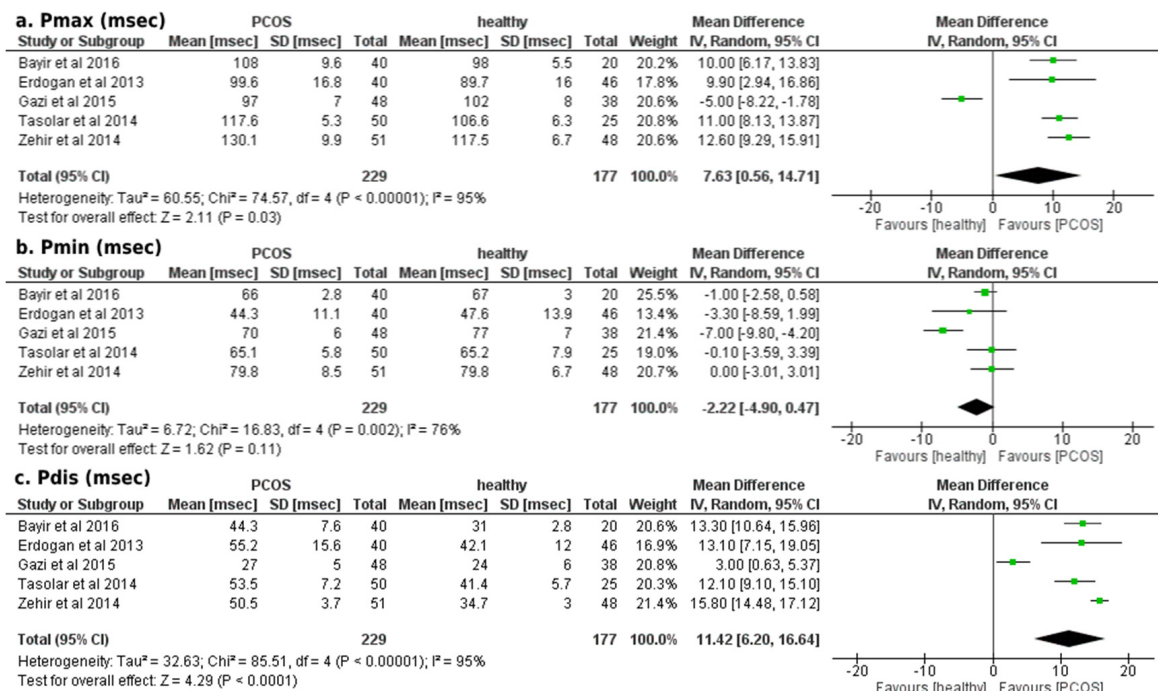 a. Pmax (msec)
PCOS healthy Mean Difference Mean Difference
Study or Subgroup Mean [msec] SD [msec] Total Mean [msec] SD [msec] Total Weight IV, Random, 95% CI IV, Random, 95% CI
Bayir et al 2016 108 9.6 40 98 5.5 20 20.2% 10.00 [6.17, 13.83]
Erdogan et al 2013 99.6 16.8 40 89.7 16 46 17.8% 9.90 [2.94, 16.86]
Gazi et al 2015 97 7 48 102 8 38 20.6% -5.00 [-8.22, -1.78]
Tasolar et al 2014 117.6 5.3 50 106.6 6.3 25 20.8% 11.00 [8.13, 13.87]
Zehir et al 2014 130.1 9.9 51 117.5 6.7 48 20.6% 12.60 [9.29, 15.91]
Total (95% CI) 229 177 100.0% 7.63 [0.56, 14.71]
Heterogeneity: Tau² = 60.55; Chi² = 74.57, df = 4 (P < 0.00001); I² = 95%
Test for overall effect: Z = 2.11 (P = 0.03)
-20 -10 0 10 20
Favours [healthy] Favours [PCOS]
b. Pmin (msec)
PCOS healthy Mean Difference Mean Difference
Study or Subgroup Mean [msec] SD [msec] Total Mean [msec] SD [msec] Total Weight IV, Random, 95% CI IV, Random, 95% CI
Bayir et al 2016 66 2.8 40 67 3 20 25.5% -1.00 [-2.58, 0.58]
Erdogan et al 2013 44.3 11.1 40 47.6 13.9 46 13.4% -3.30 [-8.59, 1.99]
Gazi et al 2015 70 6 48 77 7 38 21.4% -7.00 [-9.80, -4.20]
Tasolar et al 2014 65.1 5.8 50 65.2 7.9 25 19.0% -0.10 [-3.59, 3.39]
Zehir et al 2014 79.8 8.5 51 79.8 6.7 48 20.7% 0.00 [-3.01, 3.01]
Total (95% CI) 229 177 100.0% -2.22 [-4.90, 0.47]
Heterogeneity: Tau² = 6.72; Chi² = 16.83, df = 4 (P = 0.002); I² = 76%
Test for overall effect: Z = 1.62 (P = 0.11)
-20 -10 0 10 20
Favours [healthy] Favours [PCOS]
c. Pdis (msec)
PCOS healthy Mean Difference Mean Difference
Study or Subgroup Mean [msec] SD [msec] Total Mean [msec] SD [msec] Total Weight IV, Random, 95% CI IV, Random, 95% CI
Bayir et al 2016 44.3 7.6 40 31 2.8 20 20.6% 13.30 [10.64, 15.96]
Erdogan et al 2013 55.2 15.6 40 42.1 12 46 16.9% 13.10 [7.15, 19.05]
Gazi et al 2015 27 5 48 24 6 38 20.8% 3.00 [0.63, 5.37]
Tasolar et al 2014 53.5 7.2 50 41.4 5.7 25 20.3% 12.10 [9.10, 15.10]
Zehir et al 2014 50.5 3.7 51 34.7 3 48 21.4% 15.80 [14.48, 17.12]
Total (95% CI) 229 177 100.0% 11.42 [6.20, 16.64]
Heterogeneity: Tau² = 32.63; Chi² = 85.51, df = 4 (P < 0.00001); I² = 95%
Test for overall effect: Z = 4.29 (P < 0.0001)
-20 -10 0 10 20
Favours [healthy] Favours [PCOS]